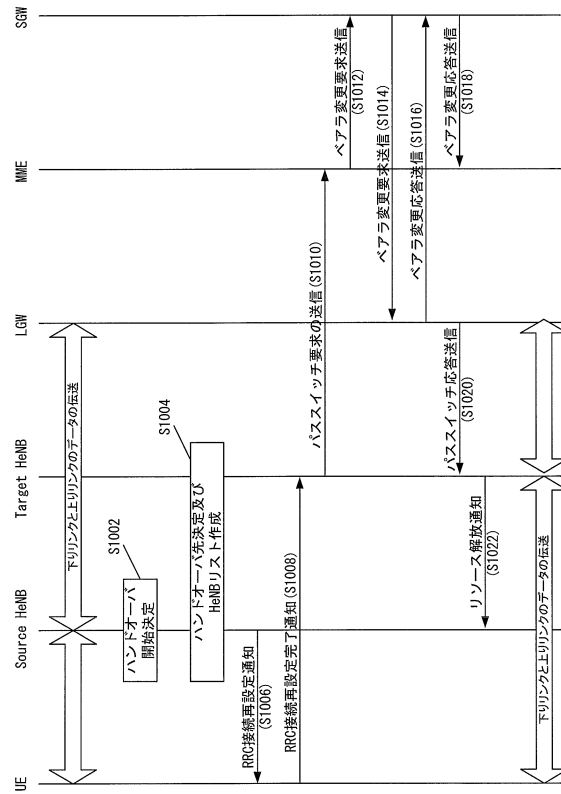 UE
Source HeNB
Target HeNB
LGW
MME
SGW
下りリンクと上りリンクのデータの伝送
S1002
ハンドオーバ
開始決定
S1004
ハンドオーバ先決定及び
HeNBリスト作成
RRC接続再設定通知
(S1006)
RRC接続再設定完了通知(S1008)
パススイッチ要求の送信(S1010)
ベアラ変更要求送信
(S1012)
ベアラ変更要求送信(S1014)
ベアラ変更応答送信(S1016)
ベアラ変更応答送信
(S1018)
パススイッチ応答送信
(S1020)
リソース解放通知
(S1022)
下りリンクと上りリンクのデータの伝送